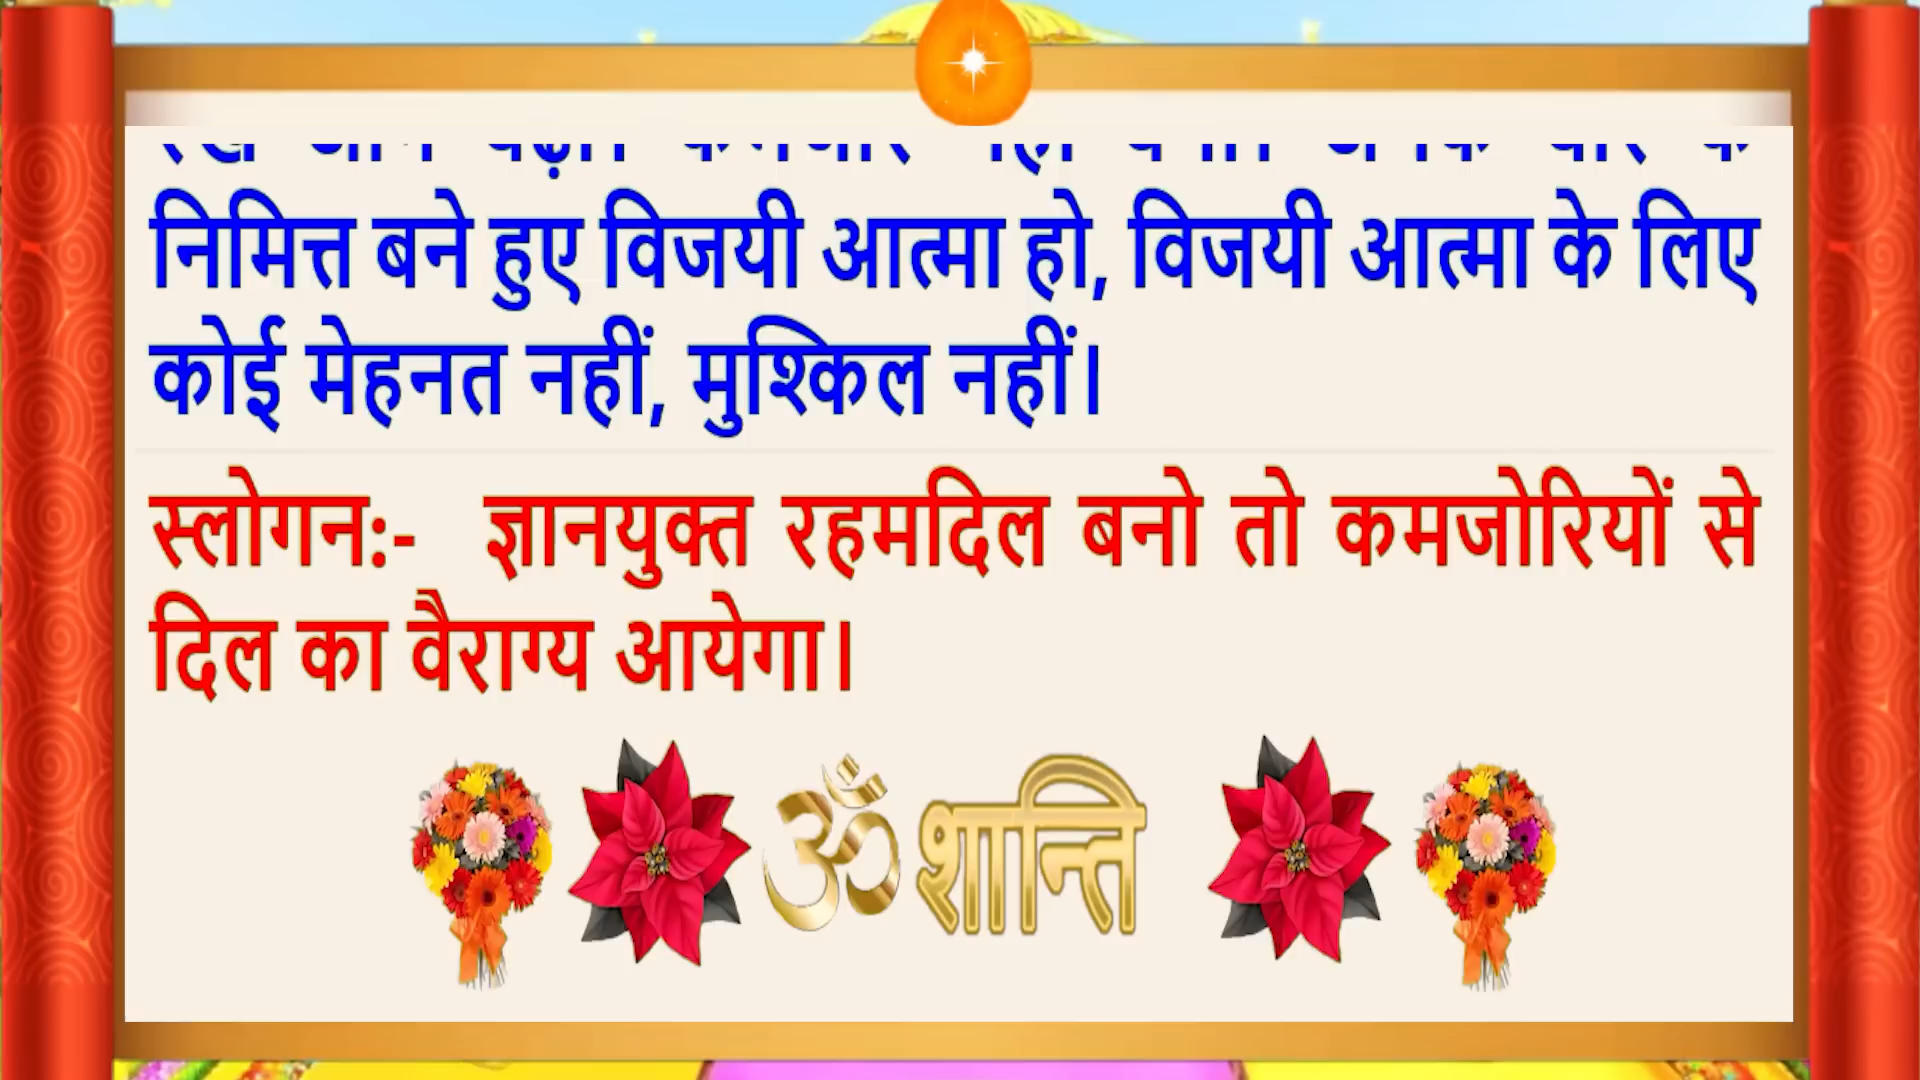 निमित्त बने हुए विजयी आत्मा हो, विजयी आत्मा के लिए
कोई मेहनत नहीं, मुश्किल नहीं।
स्लोगन:- ज्ञानयुक्त रहमदिल बनो तो कमजोरियों से
दिल का वैराग्य आयेगा।
ॐ शान्ति